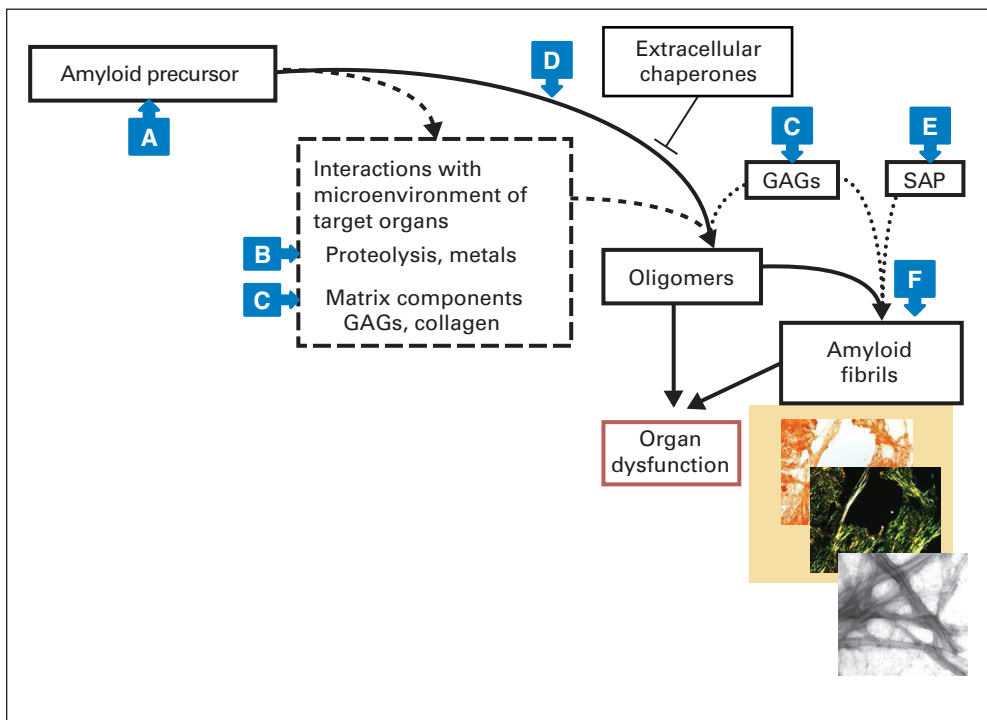 Amyloid precursor
A
D
Extracellular
chaperones
Interactions with
microenvironment of
target organs
B
Proteolysis, metals
C
Matrix components
GAGs, collagen
C
GAGs
E
SAP
Oligomers
F
Amyloid
fibrils
Organ
dysfunction